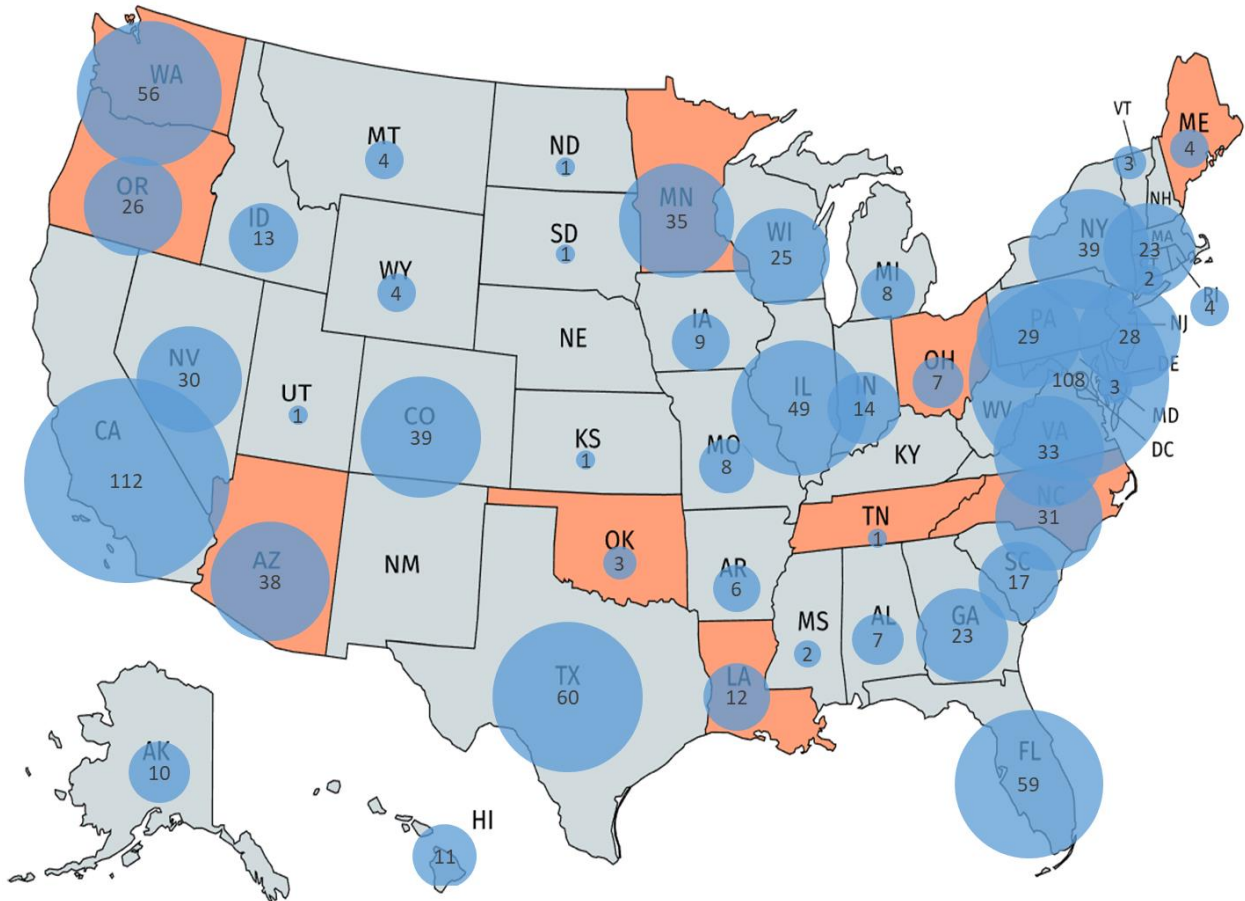 WA
56
OR
26
ID
13
MT
4
ND
1
SD
1
WY
4
NE
MN
35
WI
25
MI
8
IA
9
VT
3
ME
4
NH
NY
39
MA
23
CT
2
RI
4
PA
29
NJ
28
DE
3
MD
DC
108
WV
VA
33
NV
30
UT
1
CO
39
CA
112
KS
1
MO
8
IL
49
IN
14
OH
7
KY
AZ
38
NM
OK
3
AR
6
TN
1
NC
31
SC
17
MS
2
AL
7
GA
23
TX
60
LA
12
FL
59
AK
10
HI
11